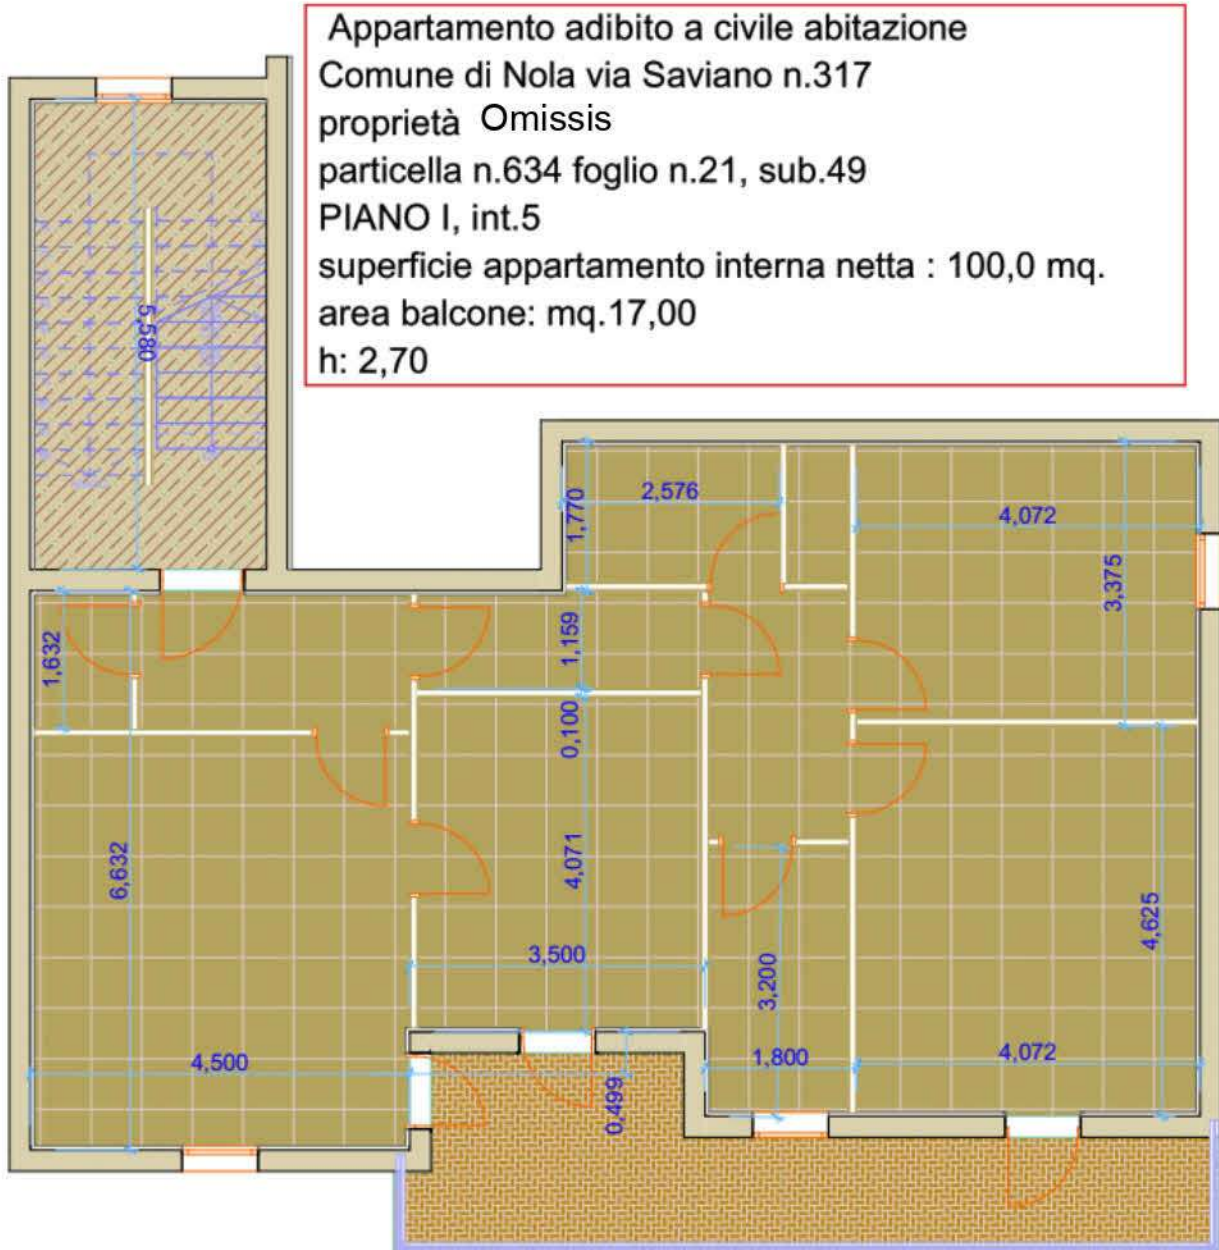 Appartamento adibito a civile abitazione
Comune di Nola via Saviano n.317
proprietà Omissis
particella n.634 foglio n.21, sub.49
PIANO I, int.5
superficie appartamento interna netta : 100,0 mq.
area balcone: mq.17,00
h: 2,70
5,580
1,770
2,576
4,072
3,375
1,632
1,159
0,100
6,632
4,071
4,625
3,500
3,200
4,500
1,800
4,072
0,499